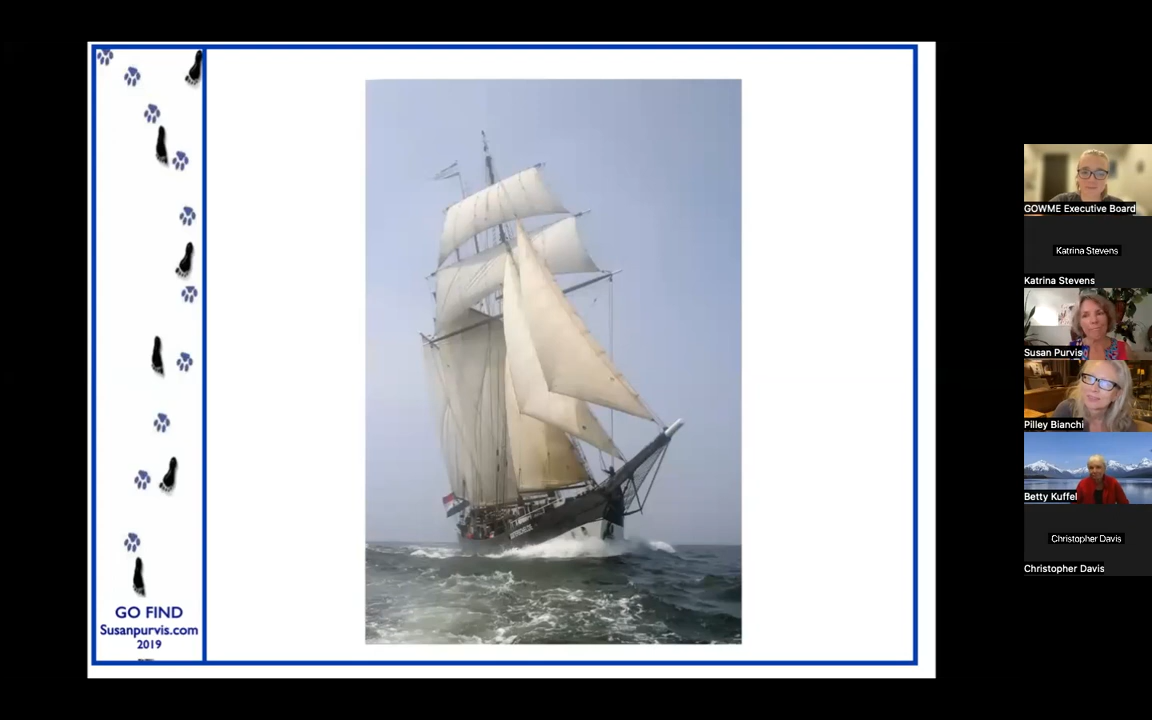 GO FIND
Susanpurvis.com
2019
GOWME Executive Board
Katrina Stevens
Katrina Stevens
Susan Purvis
Pilley Bianchi
Betty Kuffel
Christopher Davis
Christopher Davis